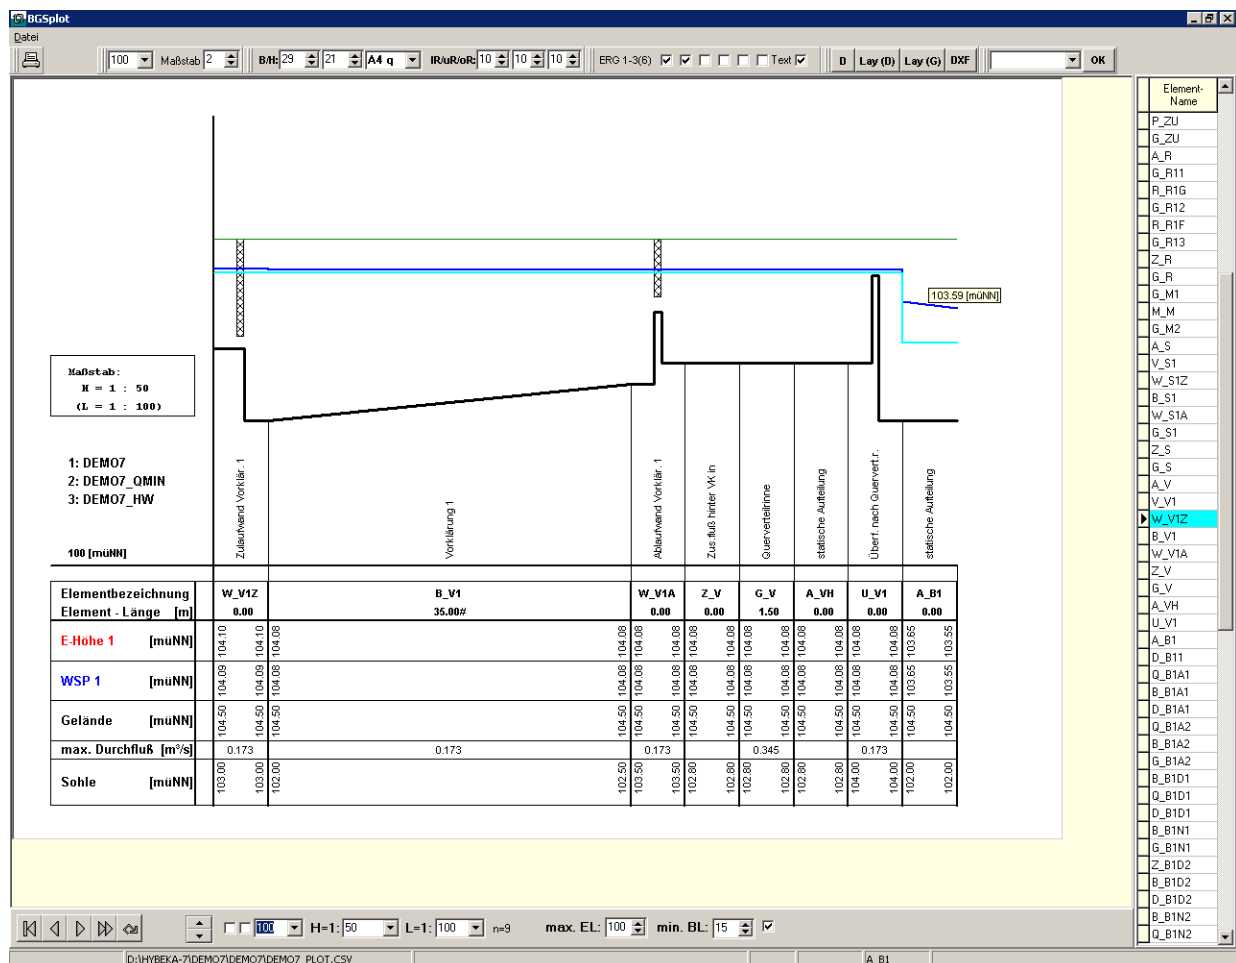 BGSplot
Datei
100 Maßstab 2 B/H: 29 21 A4 q lR/uR/oR: 10 10 10 ERG 1-3(6) Text D Lay (D) Lay (G) DXF OK
103.59 [müNN]
Maßstab:
H = 1 : 50
(L = 1 : 100)
1: DEMO7
2: DEMO7_QMIN
3: DEMO7_HW
100 [müNN]
Zulaufwand Vorklär. 1
Vorklärung 1
Ablaufwand Vorklär. 1
Zus.fluß hinter VK in
Querverteilrinne
statische Aufteilung
Überf. nach Quervert.r.
statische Aufteilung
Elementbezeichnung W_V1Z B_V1 W_V1A Z_V G_V A_VH U_V1 A_B1
Element - Länge [m] 0.00 35.00# 0.00 0.00 1.50 0.00 0.00 0.00
E-Höhe 1 [müNN] 104.10 104.10 104.08 104.08 104.08 104.08 104.08 104.08 104.08 104.08 104.08 104.08 104.08 104.08 103.65 103.55
WSP 1 [müNN] 104.09 104.09 104.08 104.08 104.08 104.08 104.08 104.08 104.08 104.08 104.08 104.08 104.08 104.08 103.65 103.55
Gelände [müNN] 104.50 104.50 104.50 104.50 104.50 104.50 104.50 104.50 104.50 104.50 104.50 104.50 104.50 104.50 104.50 104.50
max. Durchfluß [m³/s] 0.173 0.173 0.173 0.345 0.173
Sohle [müNN] 103.00 103.00 102.00 102.50 103.50 103.50 102.80 102.80 102.80 102.80 102.80 102.80 104.00 104.00 102.00 102.00
Element-
Name
P_ZU
G_ZU
A_R
G_R11
R_R1G
G_R12
R_R1F
G_R13
Z_R
G_R
G_M1
M_M
G_M2
A_S
V_S1
W_S1Z
B_S1
W_S1A
G_S1
Z_S
G_S
A_V
V_V1
W_V1Z
B_V1
W_V1A
Z_V
G_V
A_VH
U_V1
A_B1
D_B11
Q_B1A1
B_B1A1
D_B1A1
Q_B1A2
B_B1A2
G_B1A2
B_B1D1
Q_B1D1
D_B1D1
B_B1N1
G_B1N1
Z_B1D2
B_B1D2
D_B1D2
B_B1N2
Q_B1N2
100 H=1: 50 L=1: 100 n=9 max. EL: 100 min. BL: 15
D:\HYBEKA-7\DEMO7\DEMO7\DEMO7_PLOT.CSV A_B1